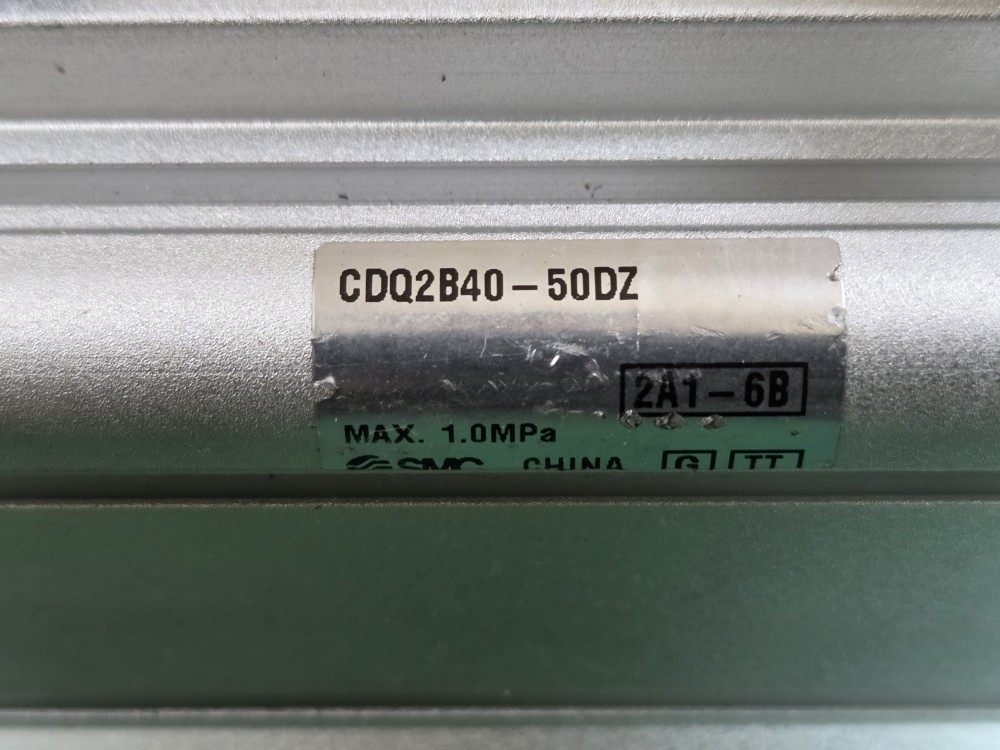 CDQ2B40-50DZ
2A1-6B
MAX. 1.0MPa
SMC CHINA G TT